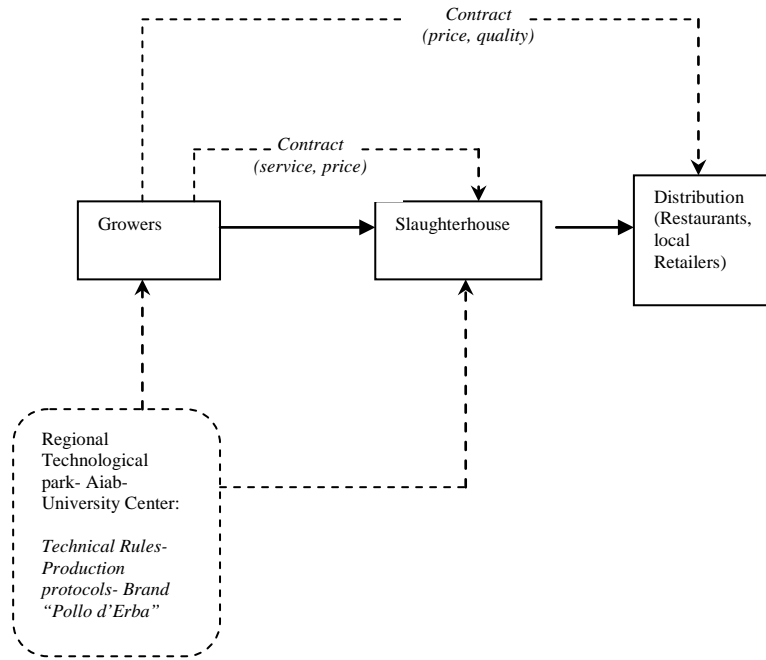 Contract
(price, quality)
Contract
(service, price)
Growers
Slaughterhouse
Distribution
(Restaurants,
local
Retailers)
Regional
Technological
park- Aiab-
University Center:
Technical Rules-
Production
protocols- Brand
“Pollo d’Erba”